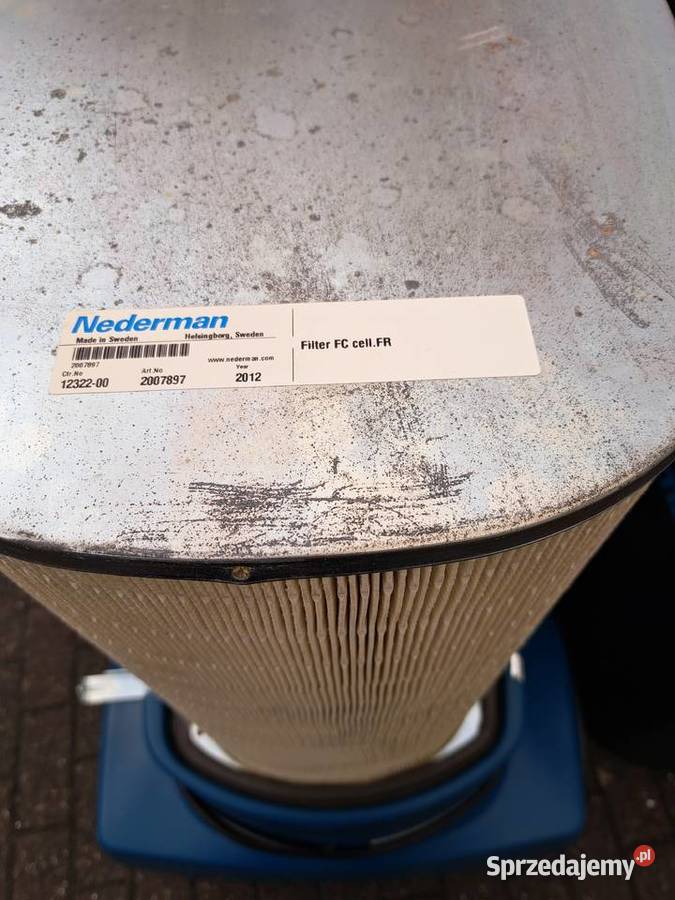 Nederman
Made in Sweden Helsingborg, Sweden
2007897 www.nederman.com
Ctr.No Art.No Year
12322-00 2007897 2012
Filter FC cell.FR
Sprzedajemy.pl